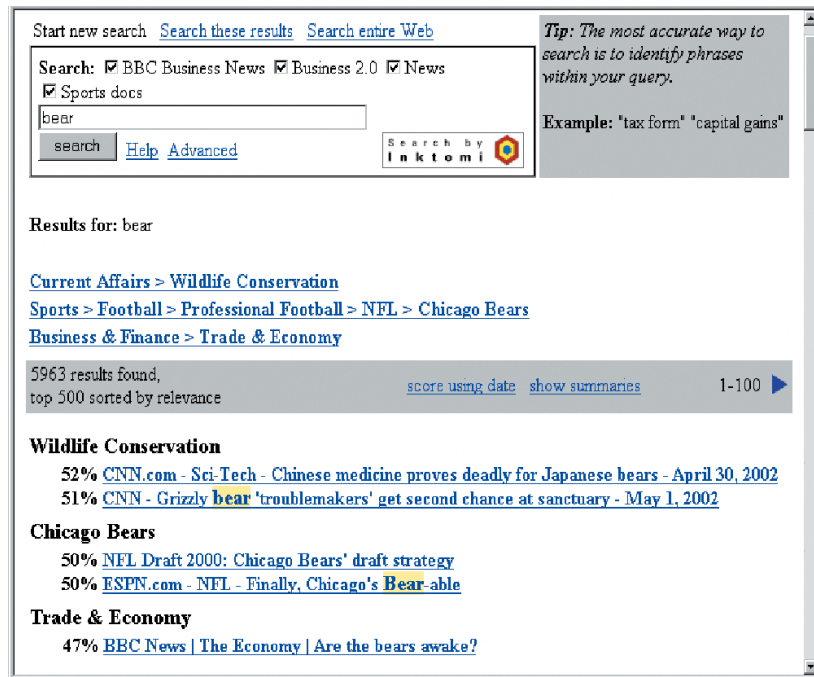 Start new search Search these results Search entire Web
Search: BBC Business News Business 2.0 News
Sports docs
bear
search Help Advanced
Search by
Inktomi
Tip: The most accurate way to
search is to identify phrases
within your query.
Example: "tax form" "capital gains"
Results for: bear
Current Affairs > Wildlife Conservation
Sports > Football > Professional Football > NFL > Chicago Bears
Business & Finance > Trade & Economy
5963 results found,
top 500 sorted by relevance
score using date show summaries 1-100
Wildlife Conservation
52% CNN.com - Sci-Tech - Chinese medicine proves deadly for Japanese bears - April 30, 2002
51% CNN - Grizzly bear 'troublemakers' get second chance at sanctuary - May 1, 2002
Chicago Bears
50% NFL Draft 2000: Chicago Bears' draft strategy
50% ESPN.com - NFL - Finally, Chicago's Bear-able
Trade & Economy
47% BBC News | The Economy | Are the bears awake?